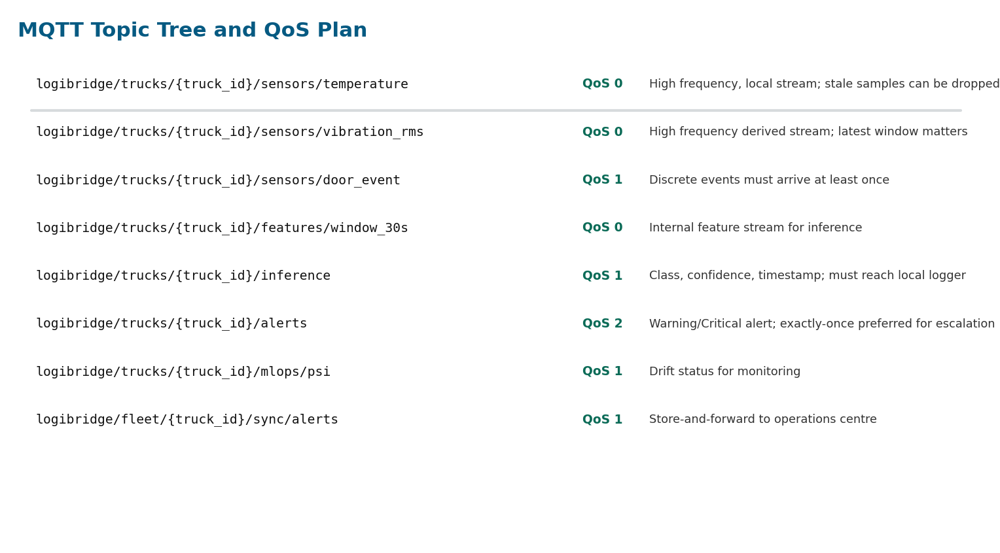 MQTT Topic Tree and QoS Plan
logibridge/trucks/{truck_id}/sensors/temperature QoS 0 High frequency, local stream; stale samples can be dropped
logibridge/trucks/{truck_id}/sensors/vibration_rms QoS 0 High frequency derived stream; latest window matters
logibridge/trucks/{truck_id}/sensors/door_event QoS 1 Discrete events must arrive at least once
logibridge/trucks/{truck_id}/features/window_30s QoS 0 Internal feature stream for inference
logibridge/trucks/{truck_id}/inference QoS 1 Class, confidence, timestamp; must reach local logger
logibridge/trucks/{truck_id}/alerts QoS 2 Warning/Critical alert; exactly-once preferred for escalation
logibridge/trucks/{truck_id}/mlops/psi QoS 1 Drift status for monitoring
logibridge/fleet/{truck_id}/sync/alerts QoS 1 Store-and-forward to operations centre